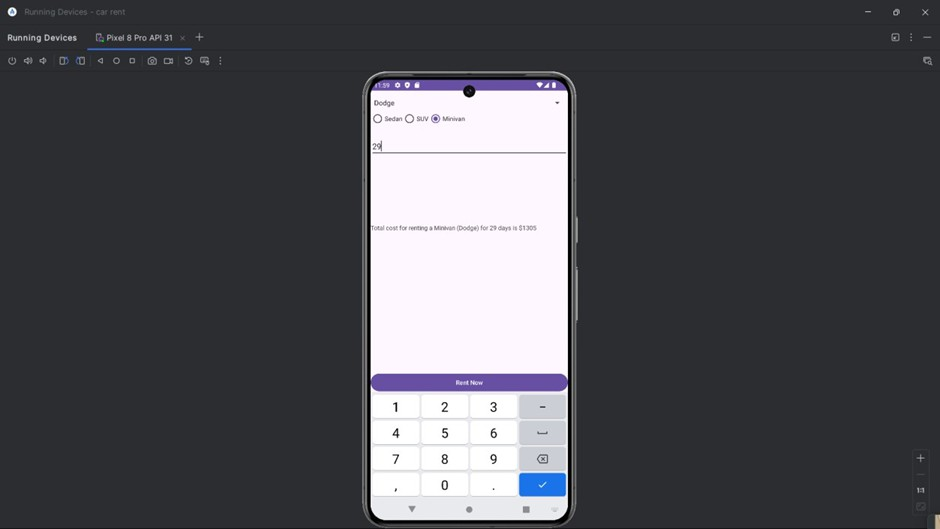 Running Devices - car rent
Running Devices
Pixel 8 Pro API 31
1:59
Dodge
Sedan SUV Minivan
29
Total cost for renting a Minivan (Dodge) for 29 days is $1305
Rent Now
1 2 3 -
4 5 6
7 8 9
, 0 .
1:1